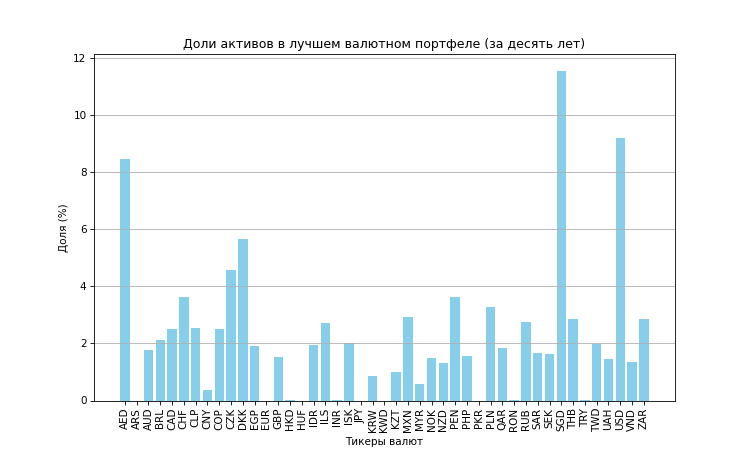 Доли активов в лучшем валютном портфеле (за десять лет)
Доля (%)
12
10
8
6
4
2
0
AED ARS AUD BRL CAD CHF CLP CNY COP CZK DKK EGP EUR GBP HKD HUF IDR ILS INR ISK JPY KRW KWD KZT MXN MYR NOK NZD PEN PHP PKR PLN QAR RON RUB SAR SEK SGD THB TRY TWD UAH USD VND ZAR
Тикеры валют